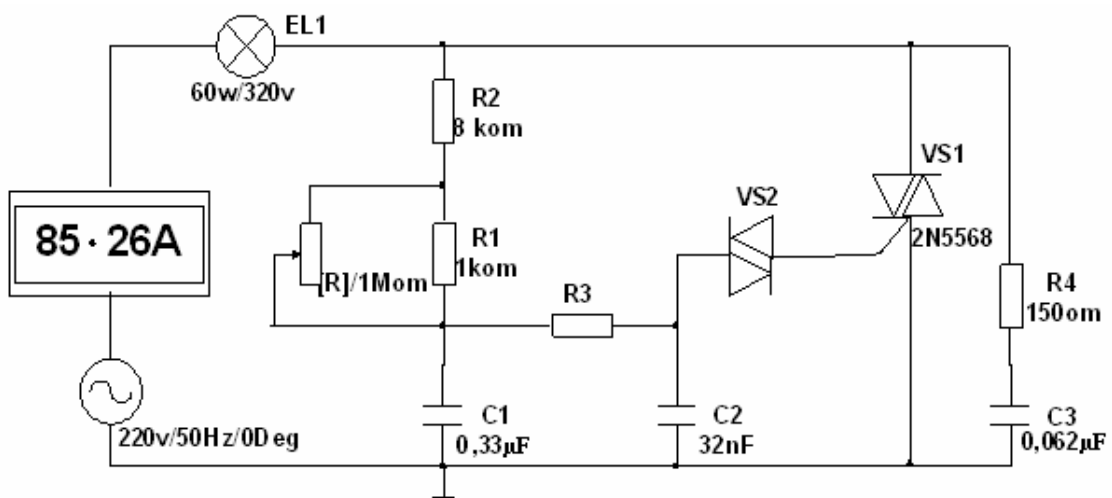 EL1
60w/320v
R2
8 kom
VS1
VS2
85.26A
R1
1kom
2N5568
[R]/1Mom
R3
R4
150om
C1
0,33µF
C2
32nF
C3
0,062µF
220v/50Hz/0Deg